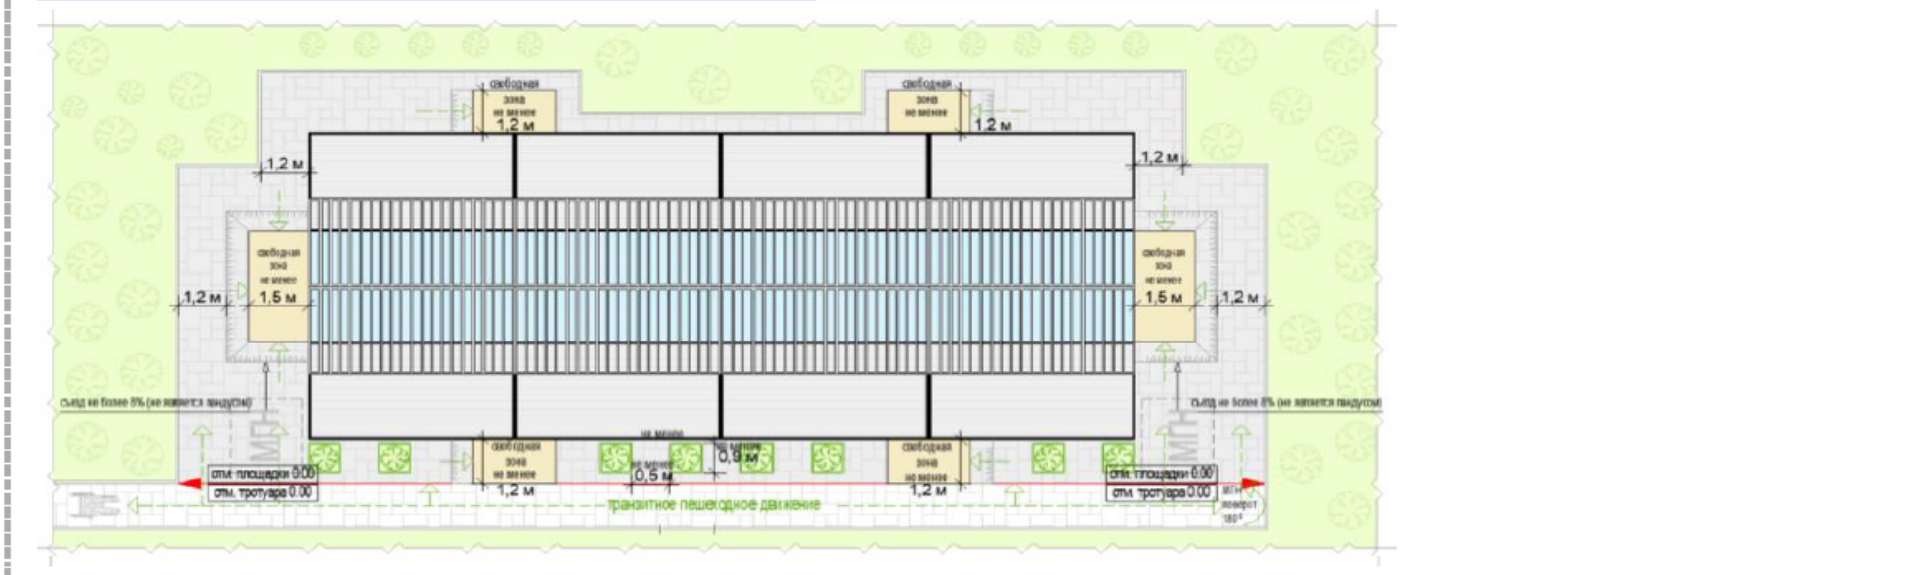 свободная
зона
не менее
1,2 м
свободная
зона
не менее
1,2 м
1,2 м
1,2 м
свободная
зона
не менее
1,5 м
1,2 м
свободная
зона
не менее
1,5 м
1,2 м
съезд не более 8% (не является пандусом)
съезд не более 8% (не является пандусом)
МГН
МГН
свободная
зона
не менее
1,2 м
не менее
не менее
0,9 м
не менее
0,5 м
свободная
зона
не менее
1,2 м
отм. площадки 0.00
отм. тротуара 0.00
отм. площадки 0.00
отм. тротуара 0.00
транзитное пешеходное движение
МГН
поворот
180°